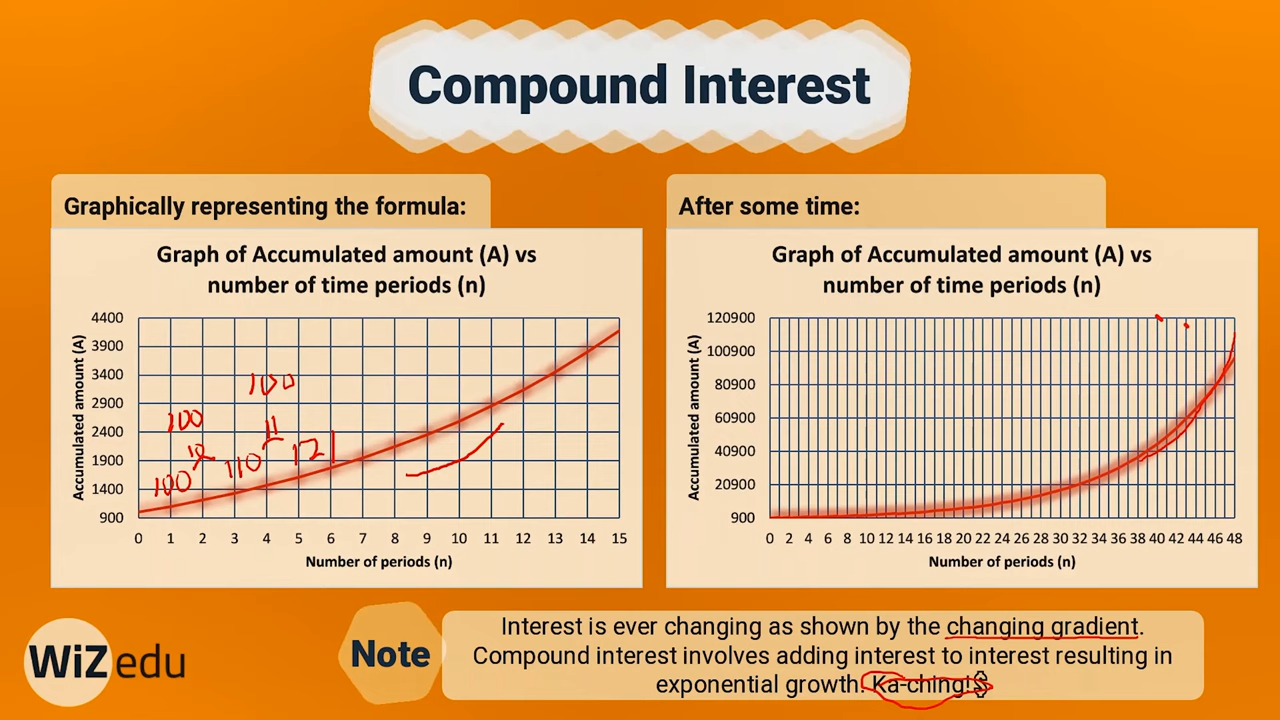 Compound Interest
Graphically representing the formula:
Graph of Accumulated amount (A) vs
number of time periods (n)
Accumulated amount (A)
4400
3900
3400
2900
2400
1900
1400
900
0 1 2 3 4 5 6 7 8 9 10 11 12 13 14 15
Number of periods (n)
100
100
10
11
100
110
121
After some time:
Graph of Accumulated amount (A) vs
number of time periods (n)
Accumulated amount (A)
120900
100900
80900
60900
40900
20900
900
0 2 4 6 8 10 12 14 16 18 20 22 24 26 28 30 32 34 36 38 40 42 44 46 48
Number of periods (n)
WiZedu
Note
Interest is ever changing as shown by the changing gradient.
Compound interest involves adding interest to interest resulting in
exponential growth. Ka-ching!$